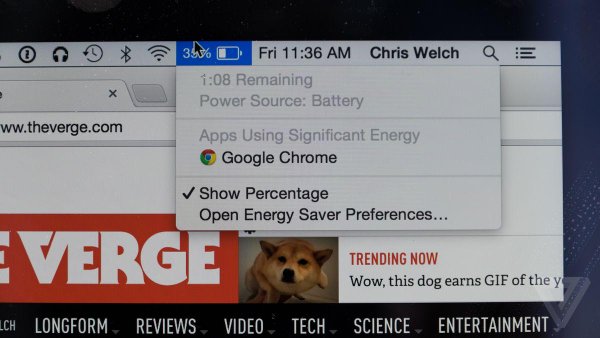 Fri 11:36 AM Chris Welch
1:08 Remaining
Power Source: Battery
Apps Using Significant Energy
Google Chrome
✓ Show Percentage
Open Energy Saver Preferences…
www.theverge.com
E VERGE
TRENDING NOW
Wow, this dog earns GIF of the y
LCH LONGFORM REVIEWS VIDEO TECH SCIENCE ENTERTAINMENT